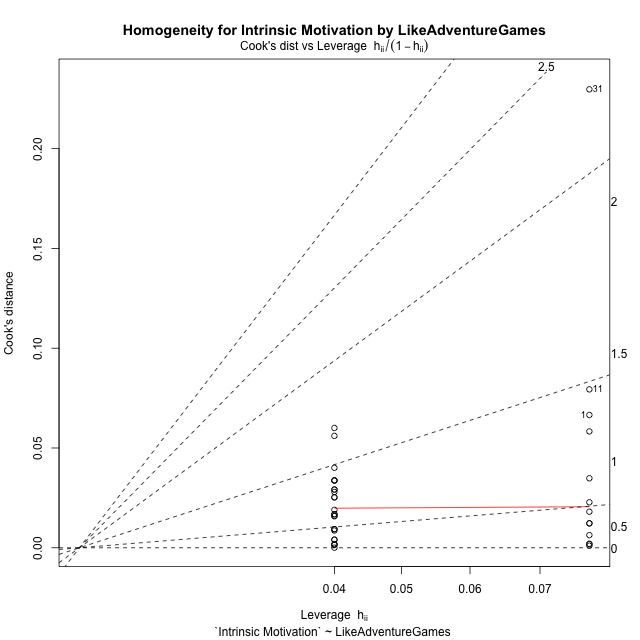 Homogeneity for Intrinsic Motivation by LikeAdventureGames
Cook's dist vs Leverage hii/(1 − hii)
2.5
31
0.20
2
0.15
Cook's distance
0.10
1.5
11
1
0.05
1
0.5
0.00
0
0.04 0.05 0.06 0.07
Leverage hii
`Intrinsic Motivation` ~ LikeAdventureGames